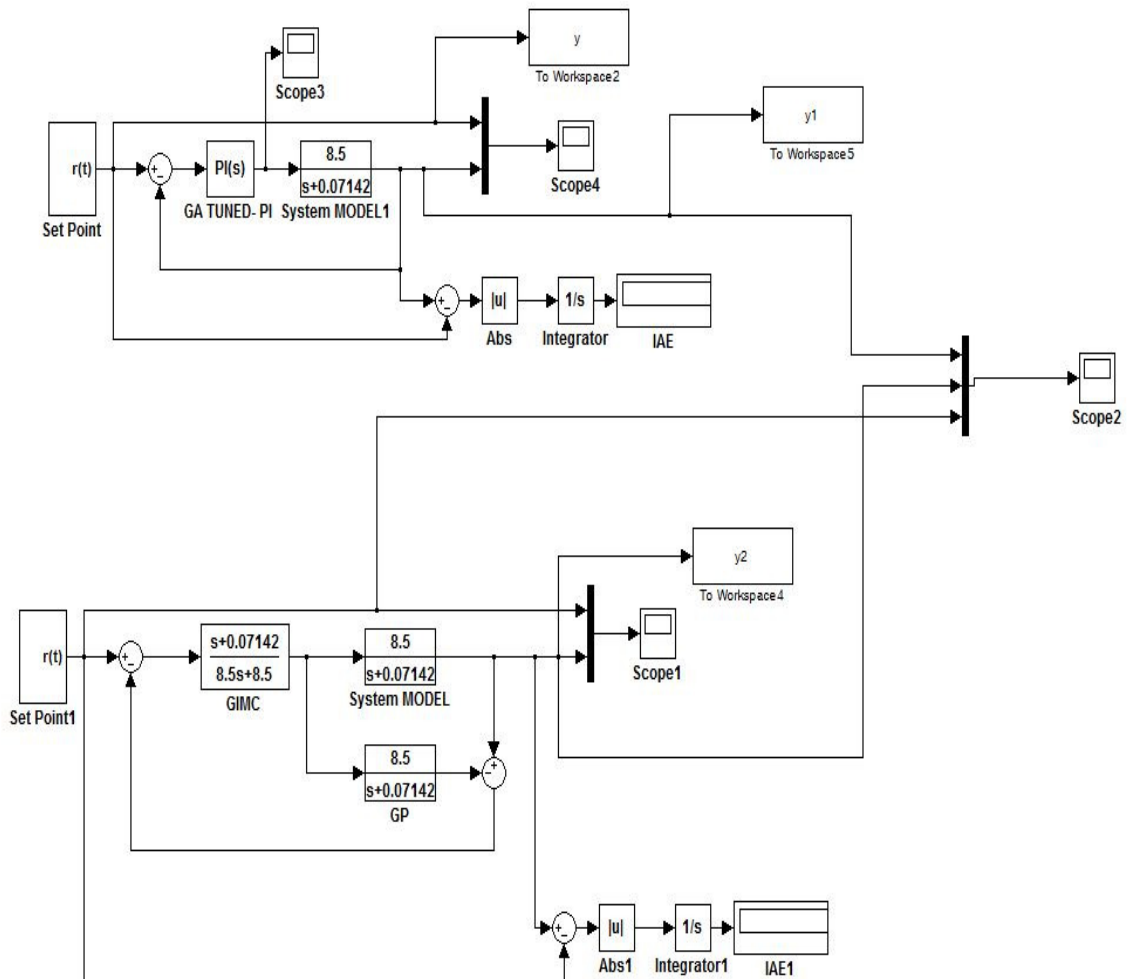 y
To Workspace2
Scope3
y1
To Workspace5
r(t)
Set Point
+
−
PI(s)
GA TUNED- PI
8.5
s+0.07142
System MODEL1
Scope4
+
−
|u|
Abs
1/s
Integrator
IAE
Scope2
y2
To Workspace4
r(t)
Set Point1
+
−
s+0.07142
8.5s+8.5
GIMC
8.5
s+0.07142
System MODEL
Scope1
8.5
s+0.07142
GP
+
−
+
−
|u|
Abs1
1/s
Integrator1
IAE1